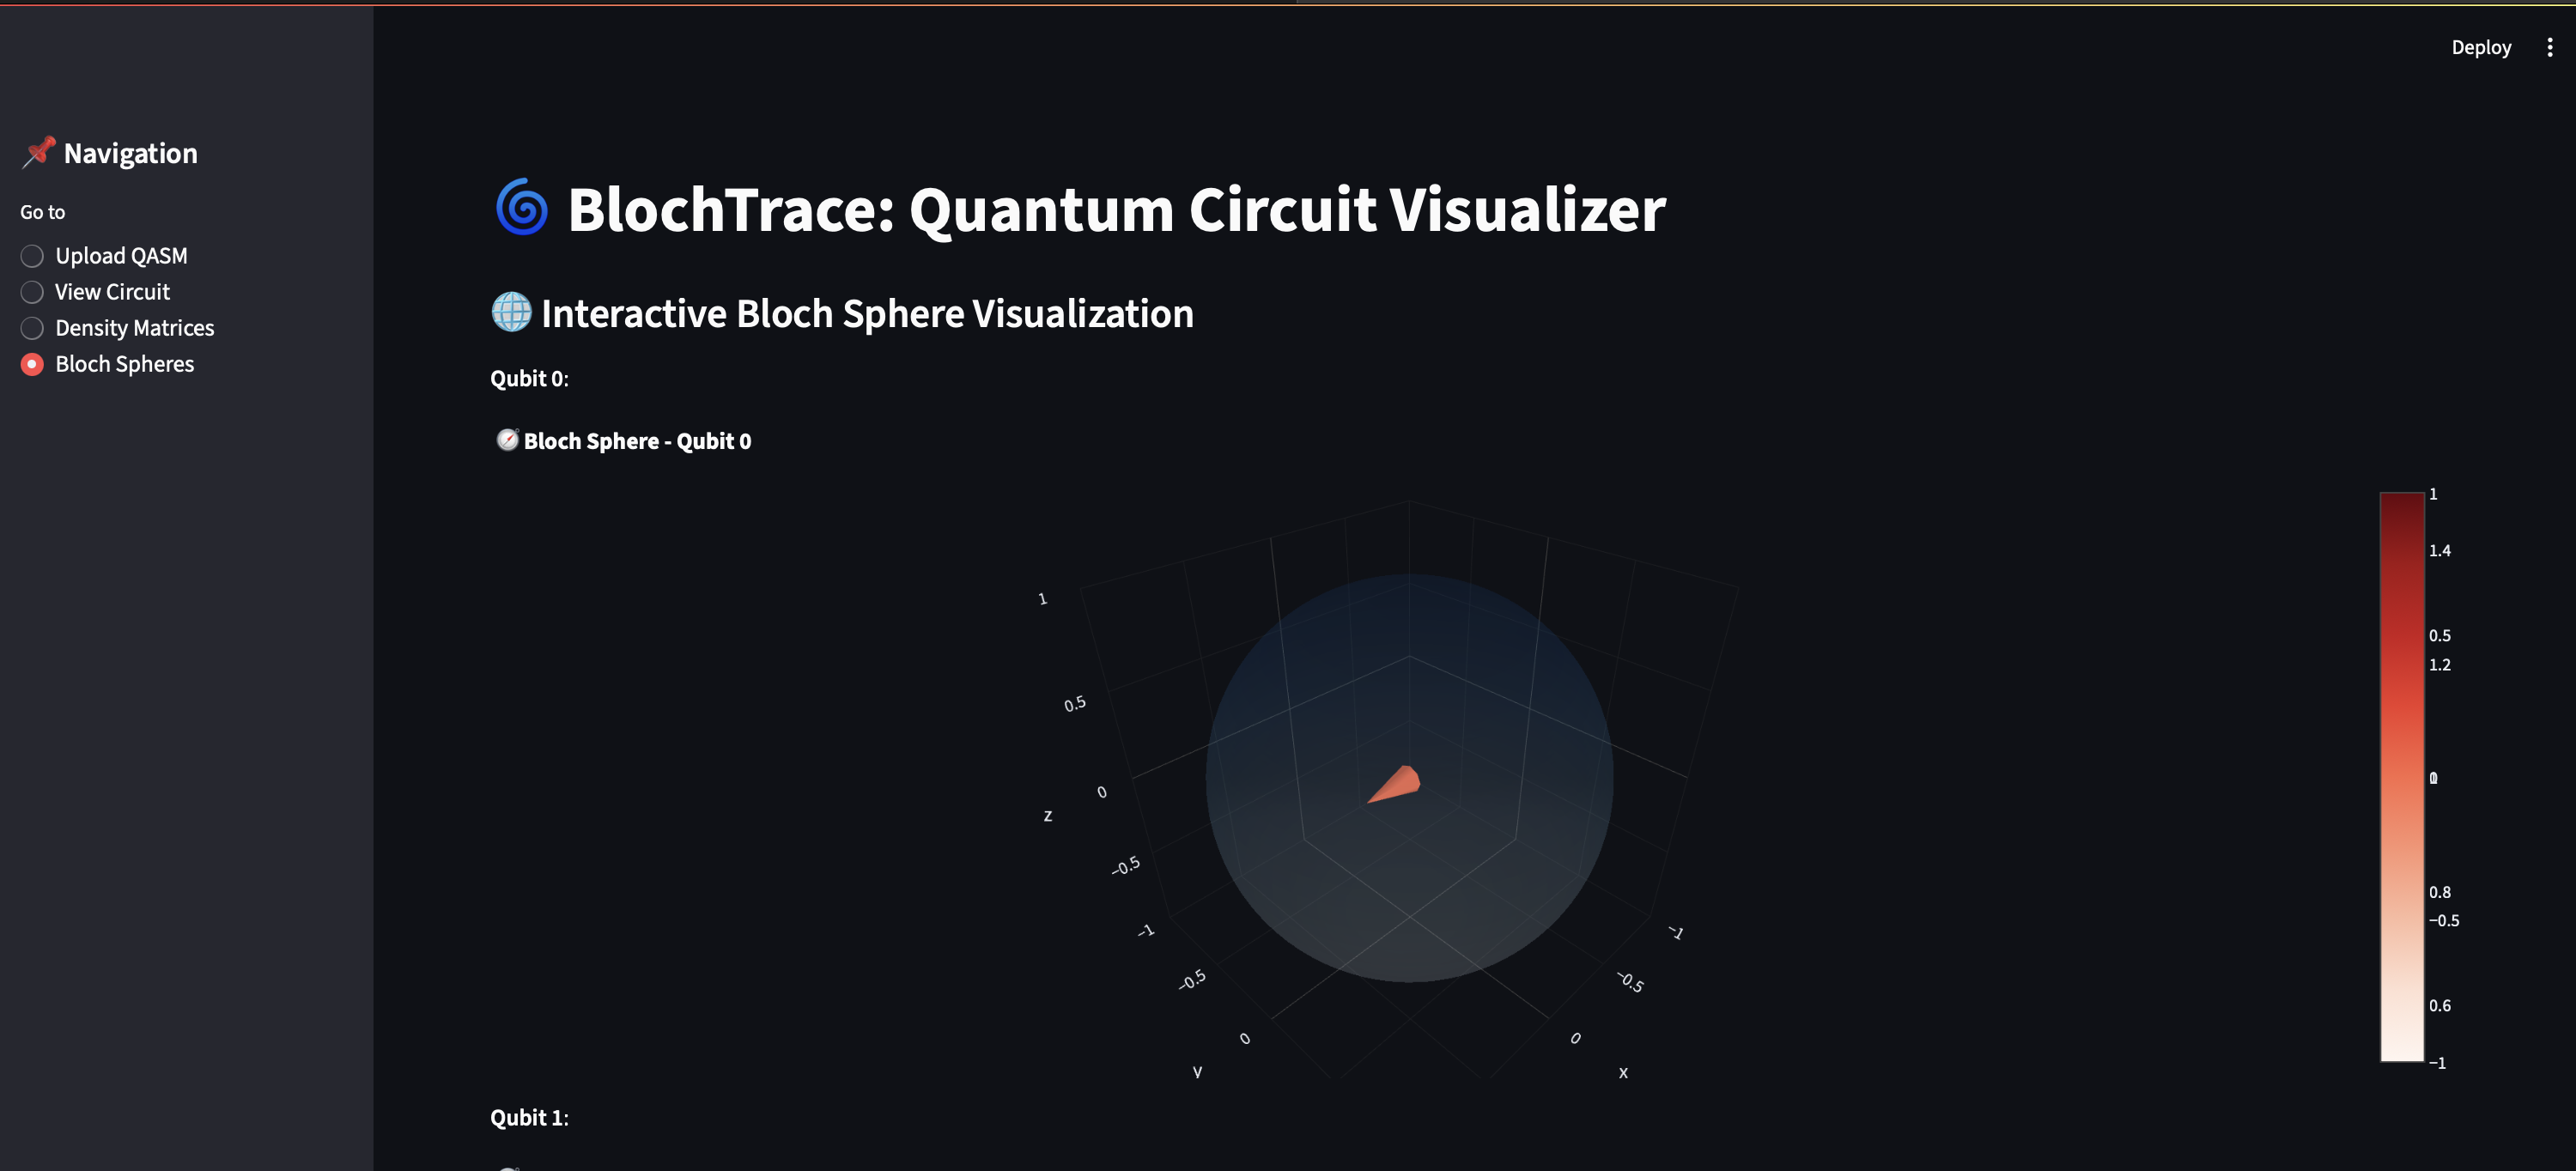 Deploy
📌 Navigation
Go to
Upload QASM
View Circuit
Density Matrices
Bloch Spheres
🌀 BlochTrace: Quantum Circuit Visualizer
🌐 Interactive Bloch Sphere Visualization
Qubit 0:
🧭 Bloch Sphere - Qubit 0
1
0.5
0
z
−0.5
−1
−0.5
0
y
−1
−0.5
0
x
1
1.4
0.5
1.2
0.8
−0.5
0.6
−1
Qubit 1: